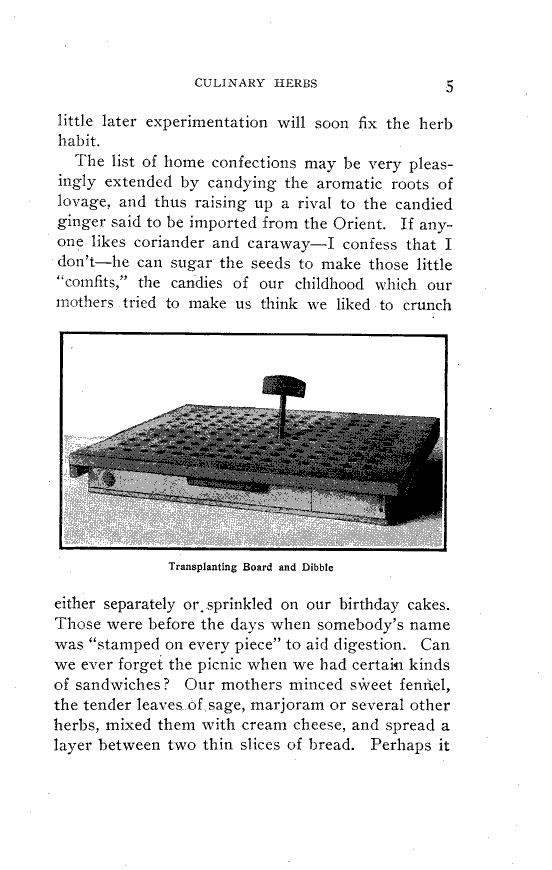 CULINARY HERBS 5
little later experimentation will soon fix the herb
habit.
The list of home confections may be very pleas-
ingly extended by candying the aromatic roots of
lovage, and thus raising up a rival to the candied
ginger said to be imported from the Orient. If any-
one likes coriander and caraway—I confess that I
don't—he can sugar the seeds to make those little
"comfits," the candies of our childhood which our
mothers tried to make us think we liked to crunch
Transplanting Board and Dibble
either separately or sprinkled on our birthday cakes.
Those were before the days when somebody's name
was "stamped on every piece" to aid digestion. Can
we ever forget the picnic when we had certain kinds
of sandwiches? Our mothers minced sweet fennel,
the tender leaves of sage, marjoram or several other
herbs, mixed them with cream cheese, and spread a
layer between two thin slices of bread. Perhaps it